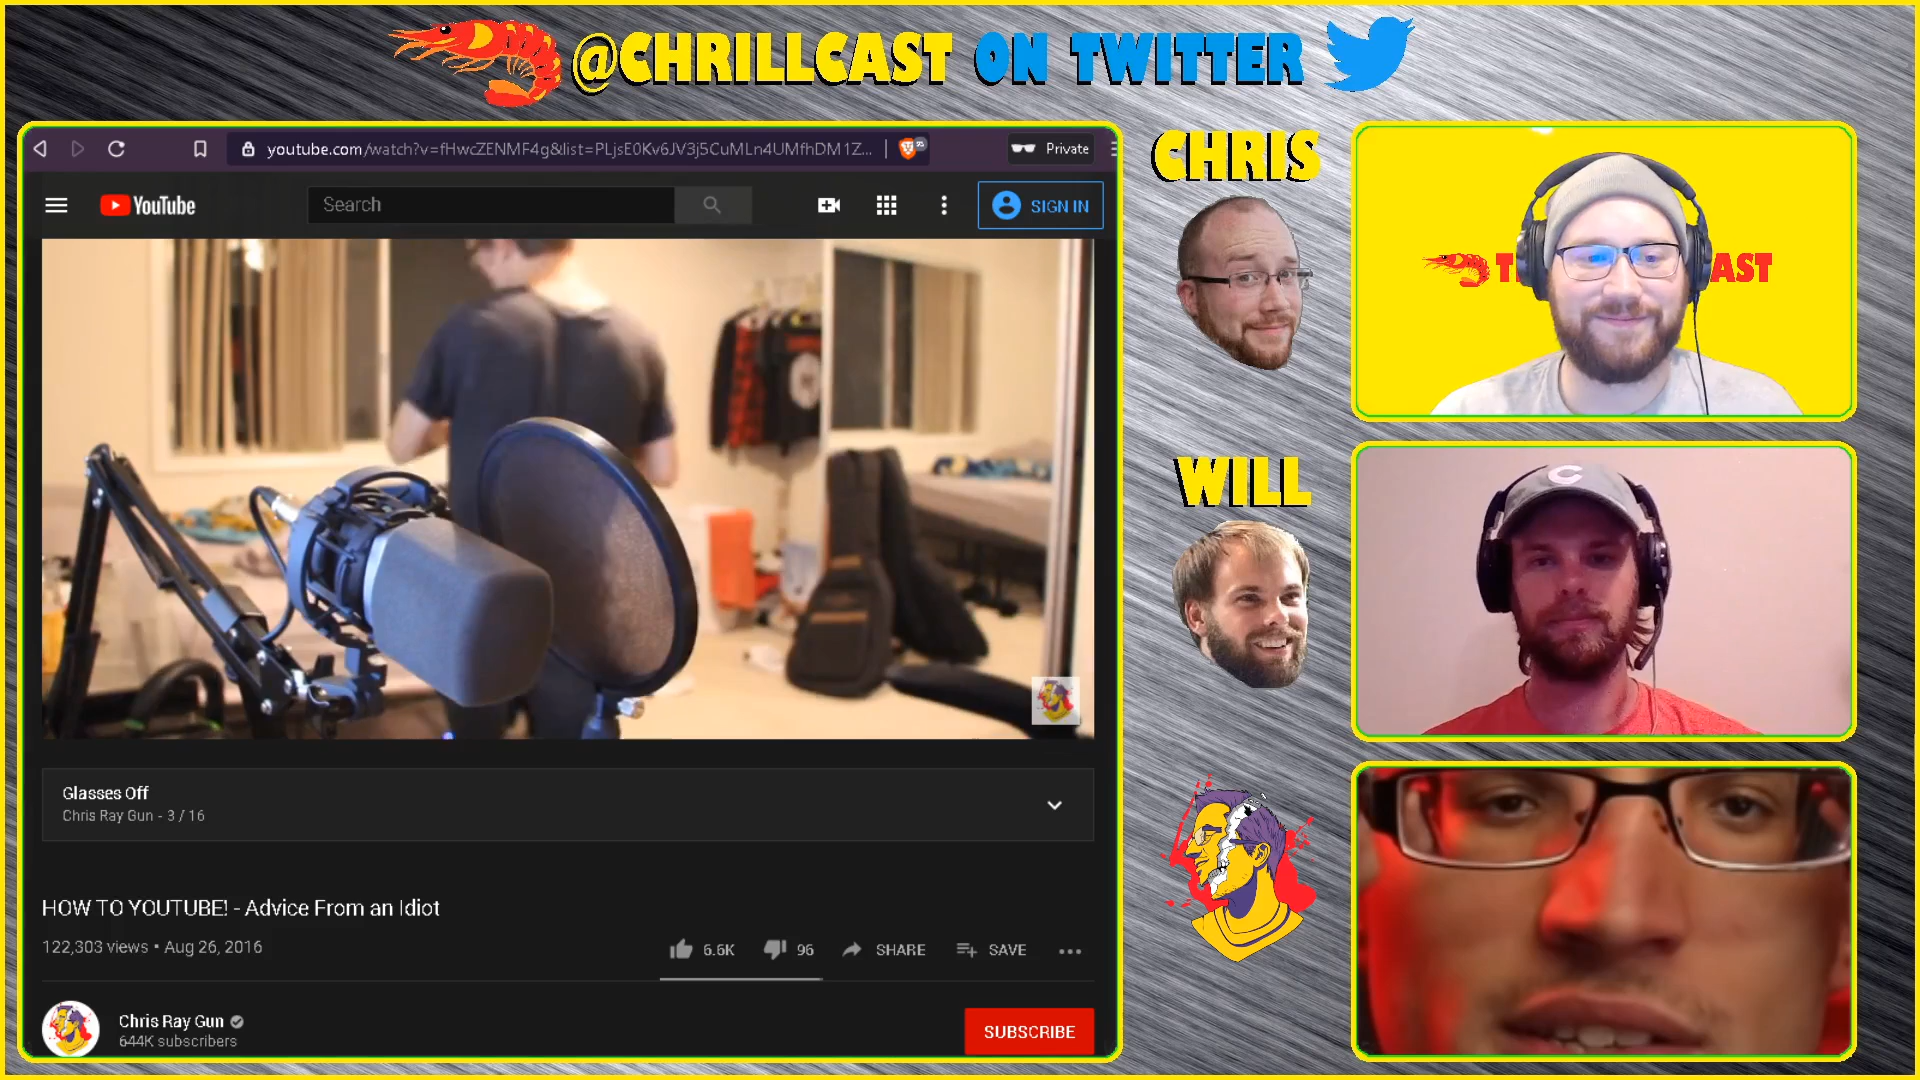 @CHRILLCAST ON TWITTER
youtube.com/watch?v=fHwcZENMF4g&list=PLjsE0Kv6JV3j5CuMLn4UMfhDM1Z...
Private
YouTube
Search
SIGN IN
CHRIS
AST
WILL
C
Glasses Off
Chris Ray Gun - 3 / 16
HOW TO YOUTUBE! - Advice From an Idiot
122,303 views • Aug 26, 2016
6.6K
96
SHARE
SAVE
Chris Ray Gun
644K subscribers
SUBSCRIBE